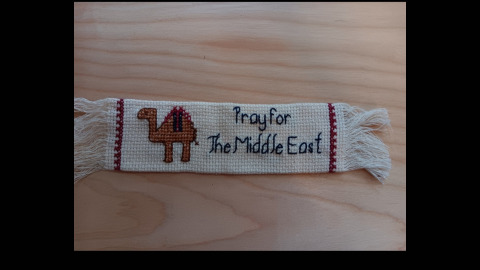 Pray for
The Middle East